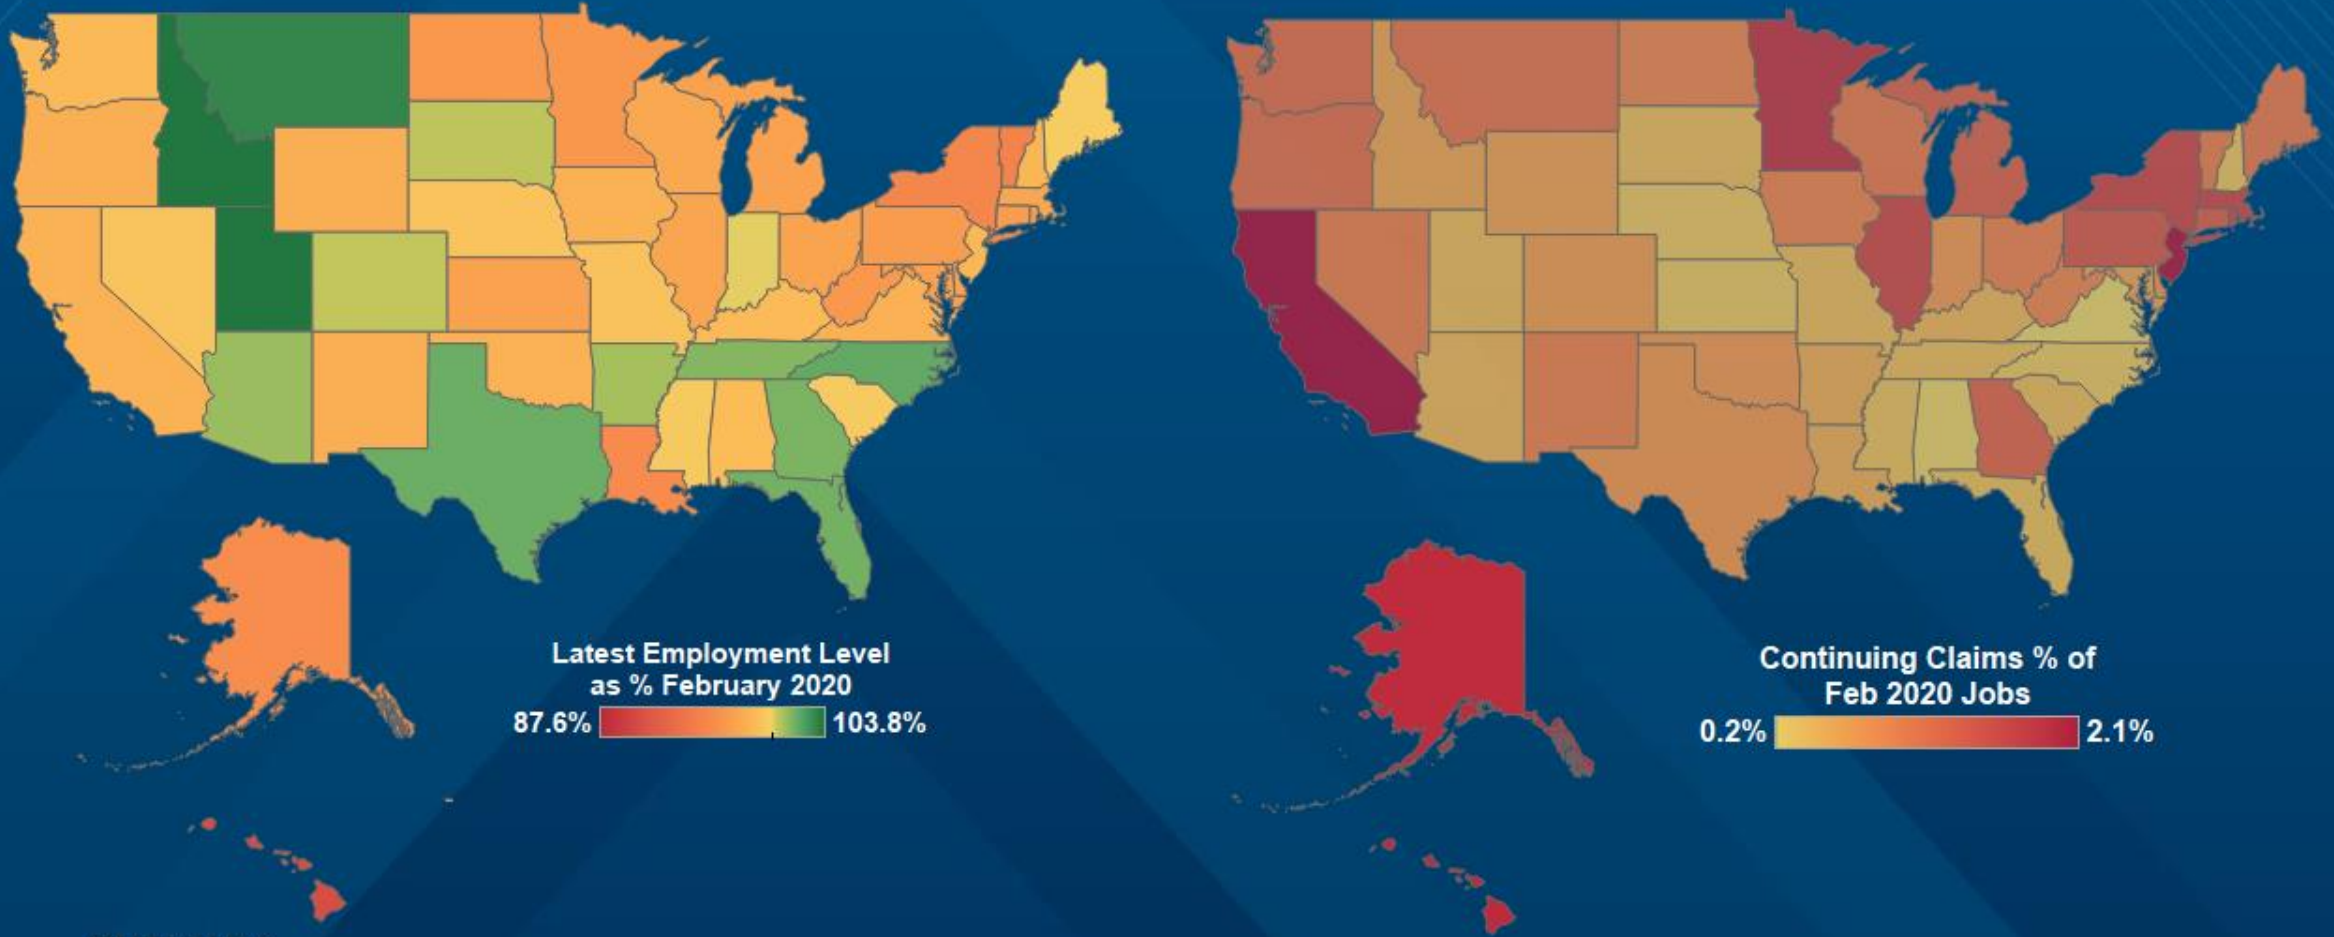 Latest Employment Level
as % February 2020
87.6% 103.8%
Continuing Claims % of
Feb 2020 Jobs
0.2% 2.1%